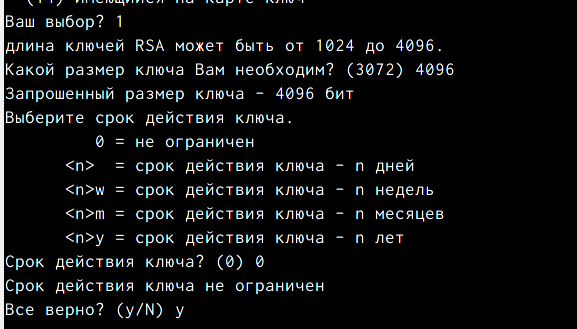 (14) Имеющийся на карте ключ
Ваш выбор? 1
длина ключей RSA может быть от 1024 до 4096.
Какой размер ключа Вам необходим? (3072) 4096
Запрошенный размер ключа - 4096 бит
Выберите срок действия ключа.
0 = не ограничен
<n> = срок действия ключа - n дней
<n>w = срок действия ключа - n недель
<n>m = срок действия ключа - n месяцев
<n>y = срок действия ключа - n лет
Срок действия ключа? (0) 0
Срок действия ключа не ограничен
Все верно? (y/N) y